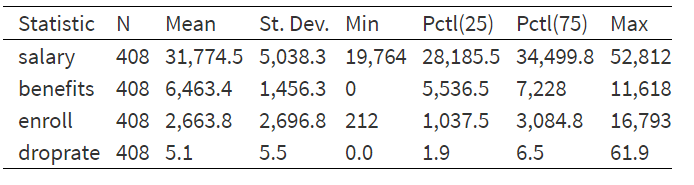 Statistic N Mean St. Dev. Min Pctl(25) Pctl(75) Max
salary 408 31,774.5 5,038.3 19,764 28,185.5 34,499.8 52,812
benefits 408 6,463.4 1,456.3 0 5,536.5 7,228 11,618
enroll 408 2,663.8 2,696.8 212 1,037.5 3,084.8 16,793
droprate 408 5.1 5.5 0.0 1.9 6.5 61.9